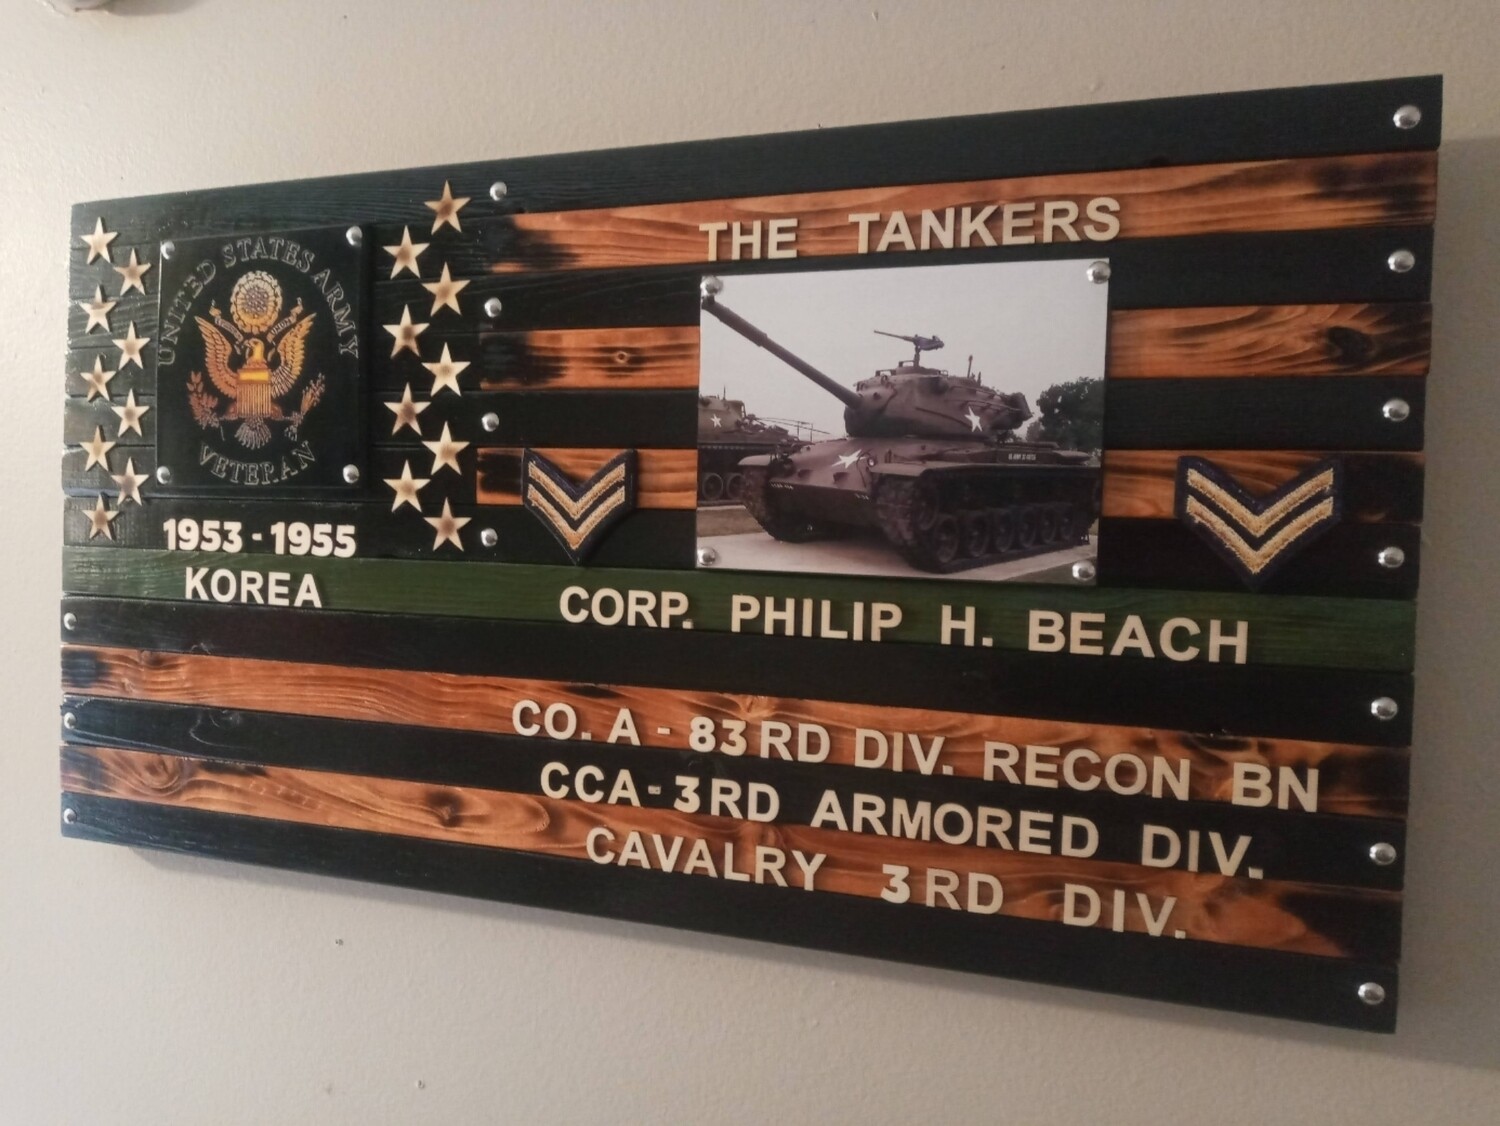 UNITED STATES ARMY
VETERAN
1953 - 1955
KOREA
THE TANKERS
CORP. PHILIP H. BEACH
CO. A - 83RD DIV. RECON BN
CCA - 3RD ARMORED DIV.
CAVALRY 3RD DIV.